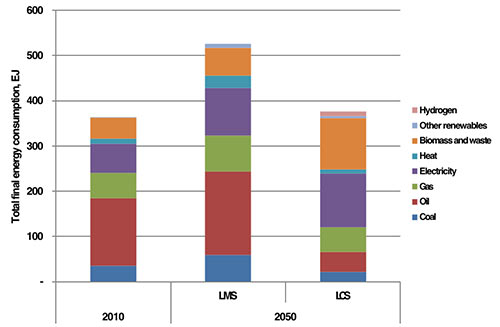 Total final energy consumption, EJ
600
500
400
300
200
100
-
Hydrogen
Other renewables
Biomass and waste
Heat
Electricity
Gas
Oil
Coal
LMS
LCS
2010
2050